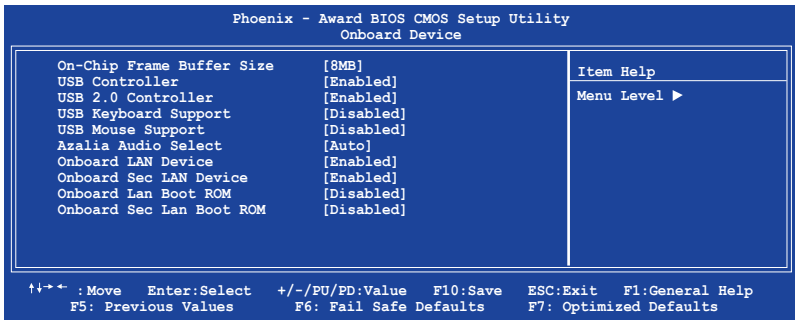 Phoenix - Award BIOS CMOS Setup Utility
Onboard Device
On-Chip Frame Buffer Size [8MB]
USB Controller [Enabled]
USB 2.0 Controller [Enabled]
USB Keyboard Support [Disabled]
USB Mouse Support [Disabled]
Azalia Audio Select [Auto]
Onboard LAN Device [Enabled]
Onboard Sec LAN Device [Enabled]
Onboard Lan Boot ROM [Disabled]
Onboard Sec Lan Boot ROM [Disabled]
Item Help
Menu Level ▶
↑↓→← :Move Enter:Select +/-/PU/PD:Value F10:Save ESC:Exit F1:General Help
F5: Previous Values F6: Fail Safe Defaults F7: Optimized Defaults